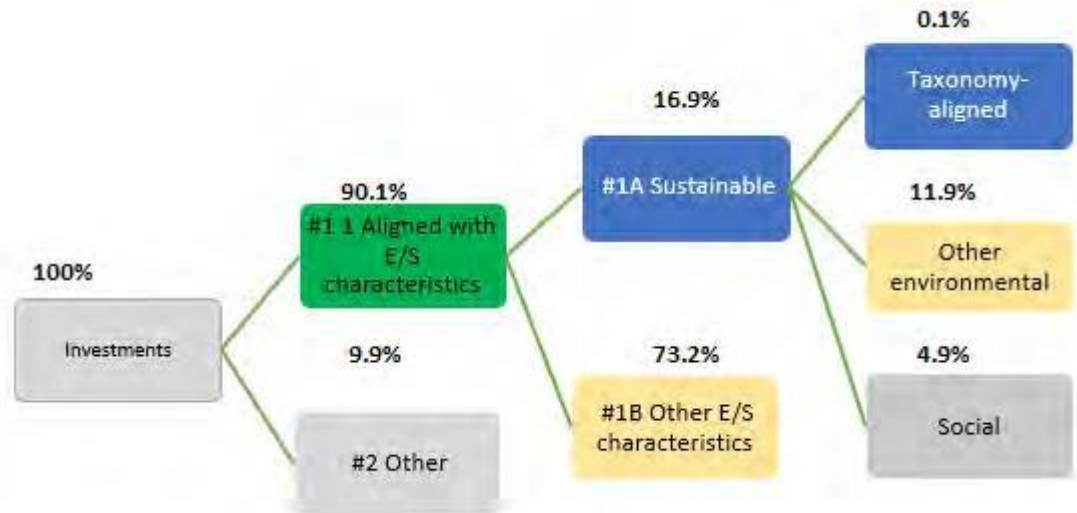 0.1%
Taxonomy-
aligned
16.9%
#1A Sustainable
90.1%
#1 1 Aligned with
E/S
characteristics
11.9%
Other
environmental
100%
Investments
9.9%
#2 Other
73.2%
#1B Other E/S
characteristics
4.9%
Social